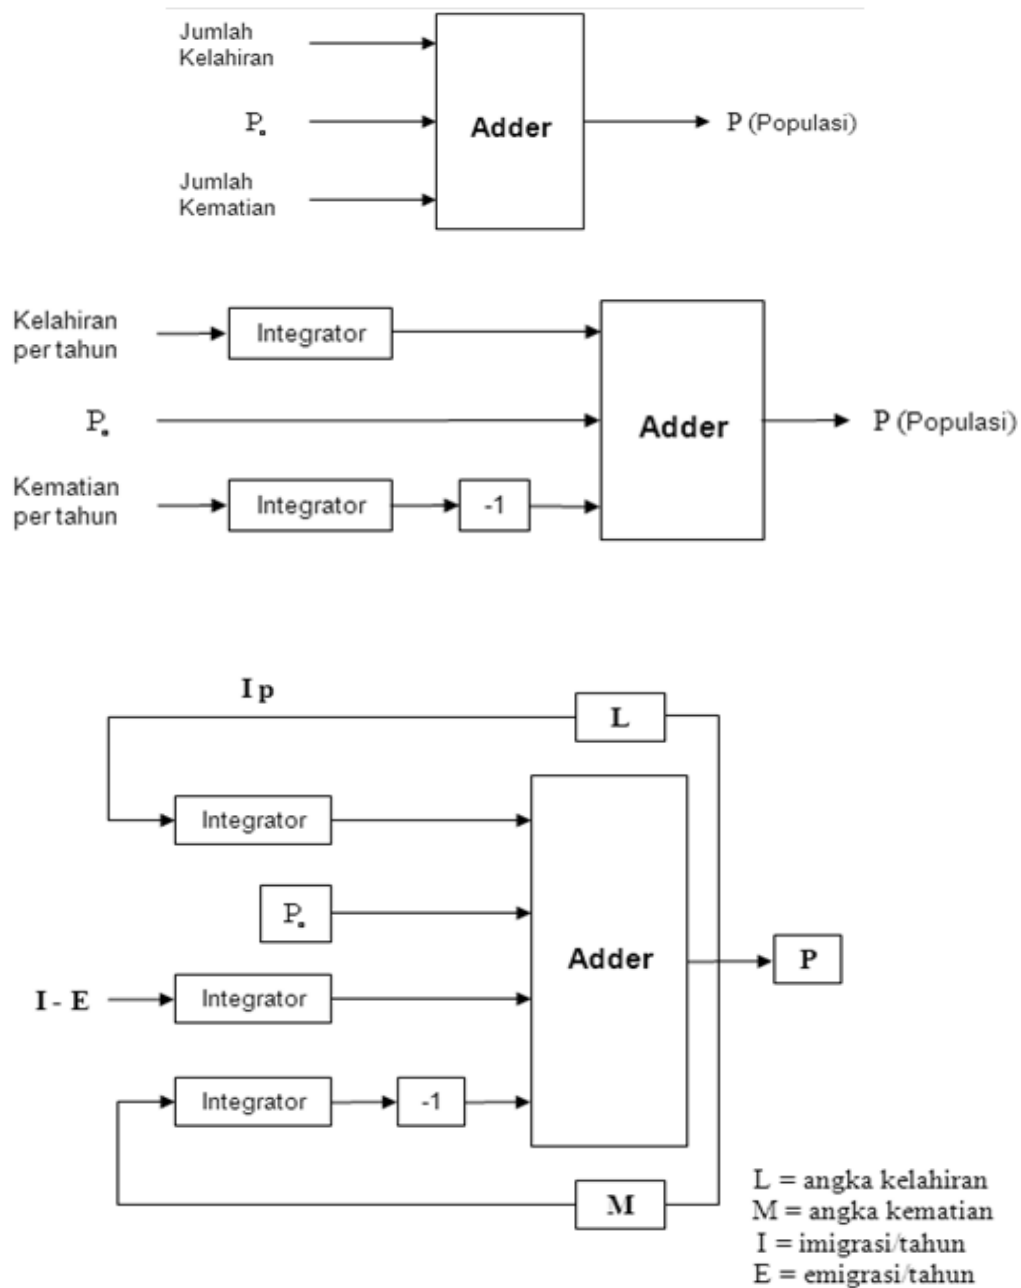 Jumlah
Kelahiran
P.
Adder
P (Populasi)
Jumlah
Kematian
Kelahiran
per tahun
Integrator
P.
Adder
P (Populasi)
Kematian
per tahun
Integrator
-1
I p
L
Integrator
P.
Adder
P
I - E
Integrator
Integrator
-1
M
L = angka kelahiran
M = angka kematian
I = imigrasi/tahun
E = emigrasi/tahun